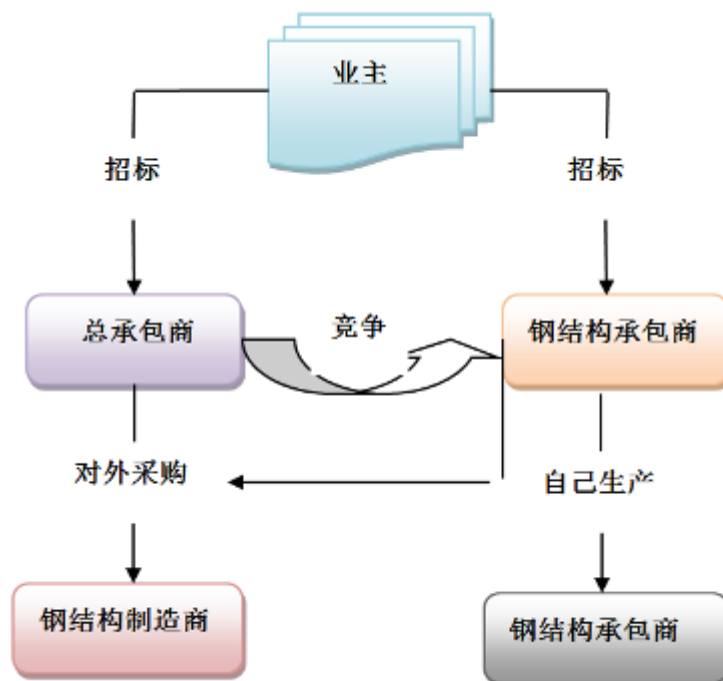 业主
招标
招标
总承包商
竞争
钢结构承包商
对外采购
自己生产
钢结构制造商
钢结构承包商